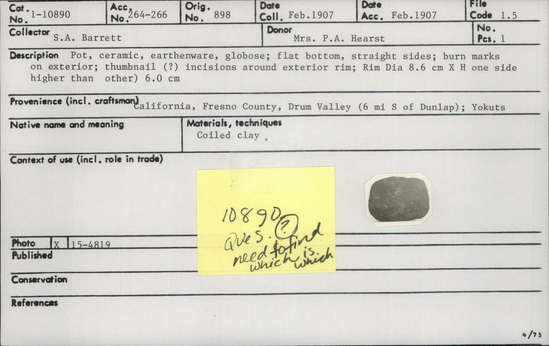 Cat. No. 1-10890 Acc. No. 264-266 Orig. No. 898 Date Coll. Feb.1907 Date Acc. Feb.1907 File Code 1.5
Collector S.A. Barrett Donor Mrs. P.A. Hearst No. Pcs. 1
Description Pot, ceramic, earthenware, globose; flat bottom, straight sides; burn marks
on exterior; thumbnail (?) incisions around exterior rim; Rim Dia 8.6 cm X H one side
higher than other) 6.0 cm
Provenience (incl. craftsman) California, Fresno County, Drum Valley (6 mi S of Dunlap); Yokuts
Native name and meaning Materials, techniques
Coiled clay .
Context of use (incl. role in trade)
10890
Ques. ?
need to find
which is
which
Photo X 15-4819
Published
Conservation
References
4/73